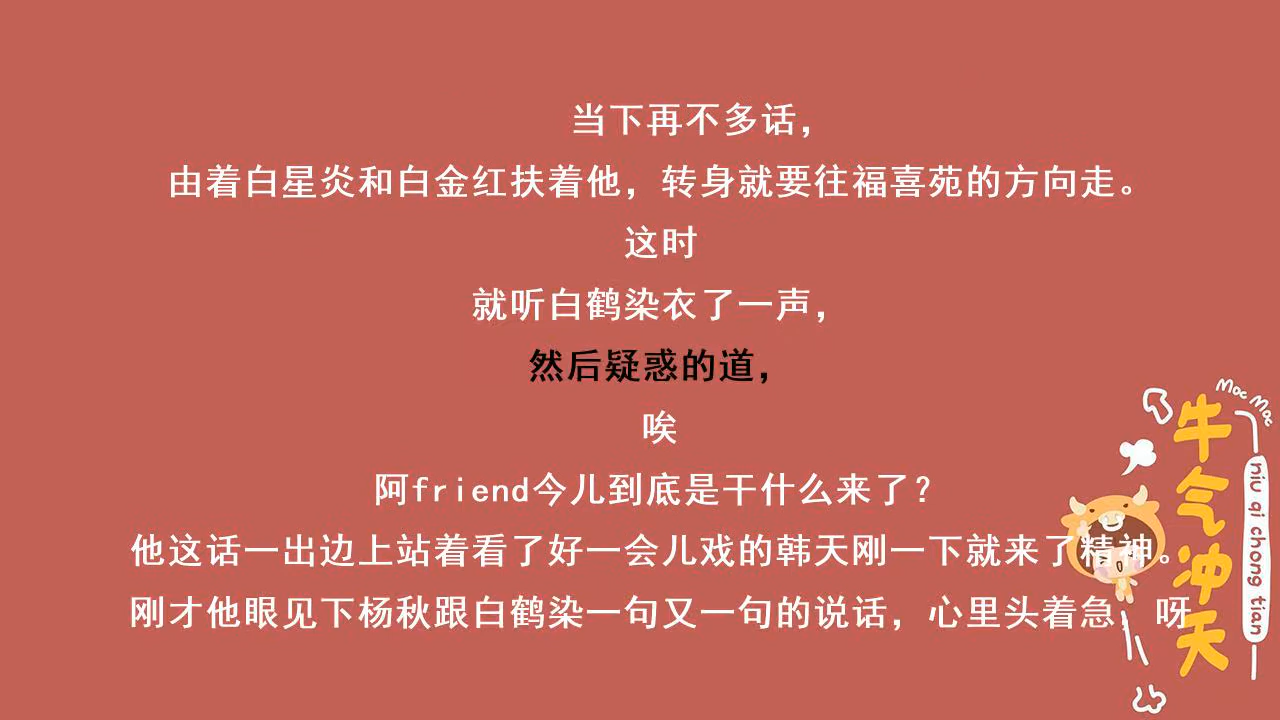 当下再不多话，
由着白星炎和白金红扶着他，转身就要往福喜苑的方向走。
这时
就听白鹤染衣了一声，
然后疑惑的道，
唉
阿friend今儿到底是干什么来了？
他这话一出边上站着看了好一会儿戏的韩天刚一下就来了精神。
刚才他眼见下杨秋跟白鹤染一句又一句的说话，心里头着急，呀
Moc Moc
牛气冲天
niu qi chong tian